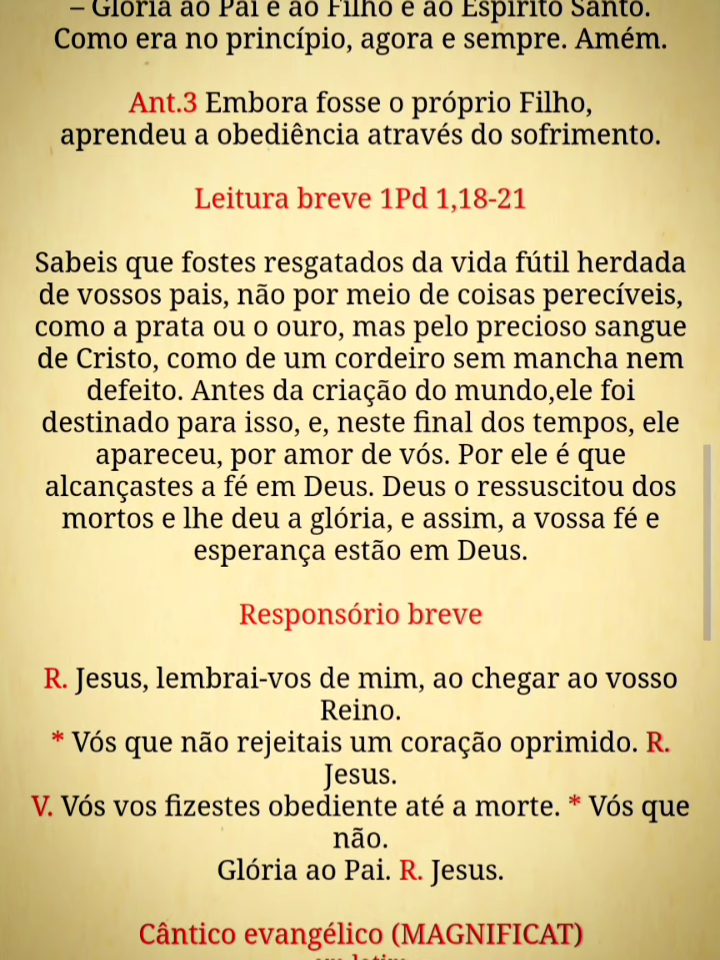 – Glória ao Pai e ao Filho e ao Espírito Santo.
Como era no princípio, agora e sempre. Amém.
Ant.3 Embora fosse o próprio Filho,
aprendeu a obediência através do sofrimento.
Leitura breve 1Pd 1,18-21
Sabeis que fostes resgatados da vida fútil herdada
de vossos pais, não por meio de coisas perecíveis,
como a prata ou o ouro, mas pelo precioso sangue
de Cristo, como de um cordeiro sem mancha nem
defeito. Antes da criação do mundo,ele foi
destinado para isso, e, neste final dos tempos, ele
apareceu, por amor de vós. Por ele é que
alcançastes a fé em Deus. Deus o ressuscitou dos
mortos e lhe deu a glória, e assim, a vossa fé e
esperança estão em Deus.
Responsório breve
R. Jesus, lembrai-vos de mim, ao chegar ao vosso
Reino.
* Vós que não rejeitais um coração oprimido. R.
Jesus.
V. Vós vos fizestes obediente até a morte. * Vós que
não.
Glória ao Pai. R. Jesus.
Cântico evangélico (MAGNIFICAT)